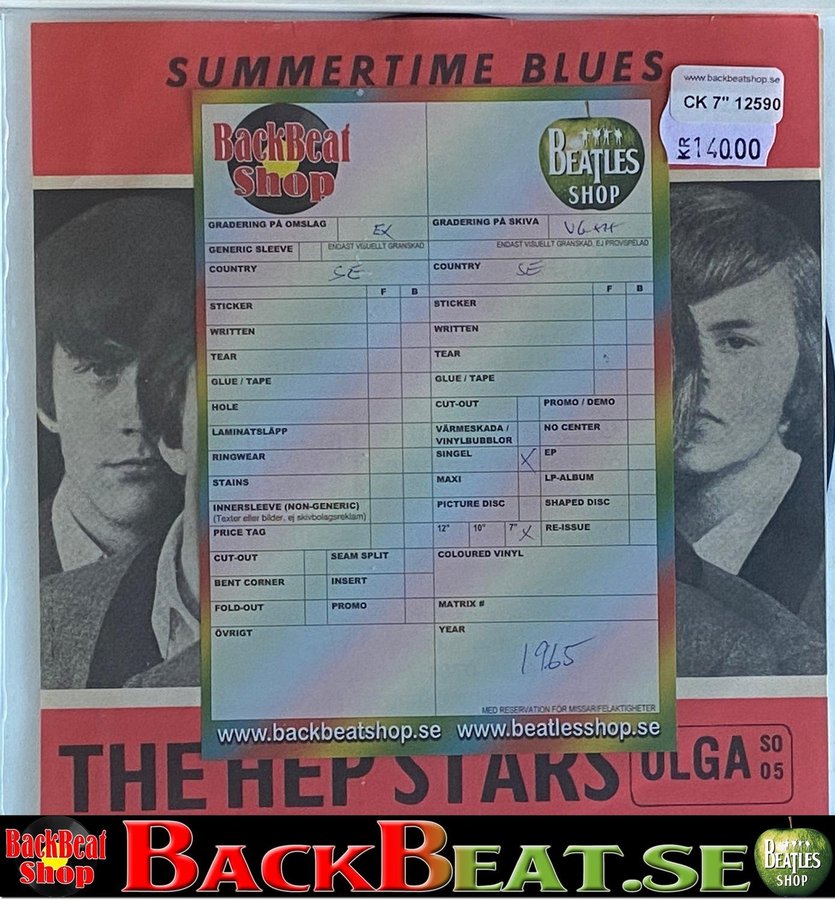 SUMMERTIME BLUES
www.backbeatshop.se
CK 7" 12590
KR 140.00
BackBeat
Shop
BEATLES
SHOP
GRADERING PÅ OMSLAG EX
GRADERING PÅ SKIVA VG++
GENERIC SLEEVE
ENDAST VISUELLT GRANSKAD
ENDAST VISUELLT GRANSKAD, EJ PROVSPELAD
COUNTRY SE
COUNTRY SE
F B
F B
STICKER
STICKER
WRITTEN
WRITTEN
TEAR
TEAR
GLUE / TAPE
GLUE / TAPE
HOLE
CUT-OUT
PROMO / DEMO
LAMINATSLÄPP
VÄRMESKADA /
VINYLBUBBLOR
NO CENTER
RINGWEAR
SINGEL X
EP
STAINS
MAXI
LP-ALBUM
INNERSLEEVE (NON-GENERIC)
(Texter eller bilder, ej skivbolagsreklam)
PICTURE DISC
SHAPED DISC
PRICE TAG
12" 10" 7" X
RE-ISSUE
CUT-OUT
SEAM SPLIT
COLOURED VINYL
BENT CORNER
INSERT
FOLD-OUT
PROMO
MATRIX #
ÖVRIGT
YEAR
1965
MED RESERVATION FÖR MISSAR/FELAKTIGHETER
www.backbeatshop.se www.beatlesshop.se
THE HEP STARS
OLGA SO
05
BackBeat
Shop
BACKBEAT.SE
BEATLES
SHOP